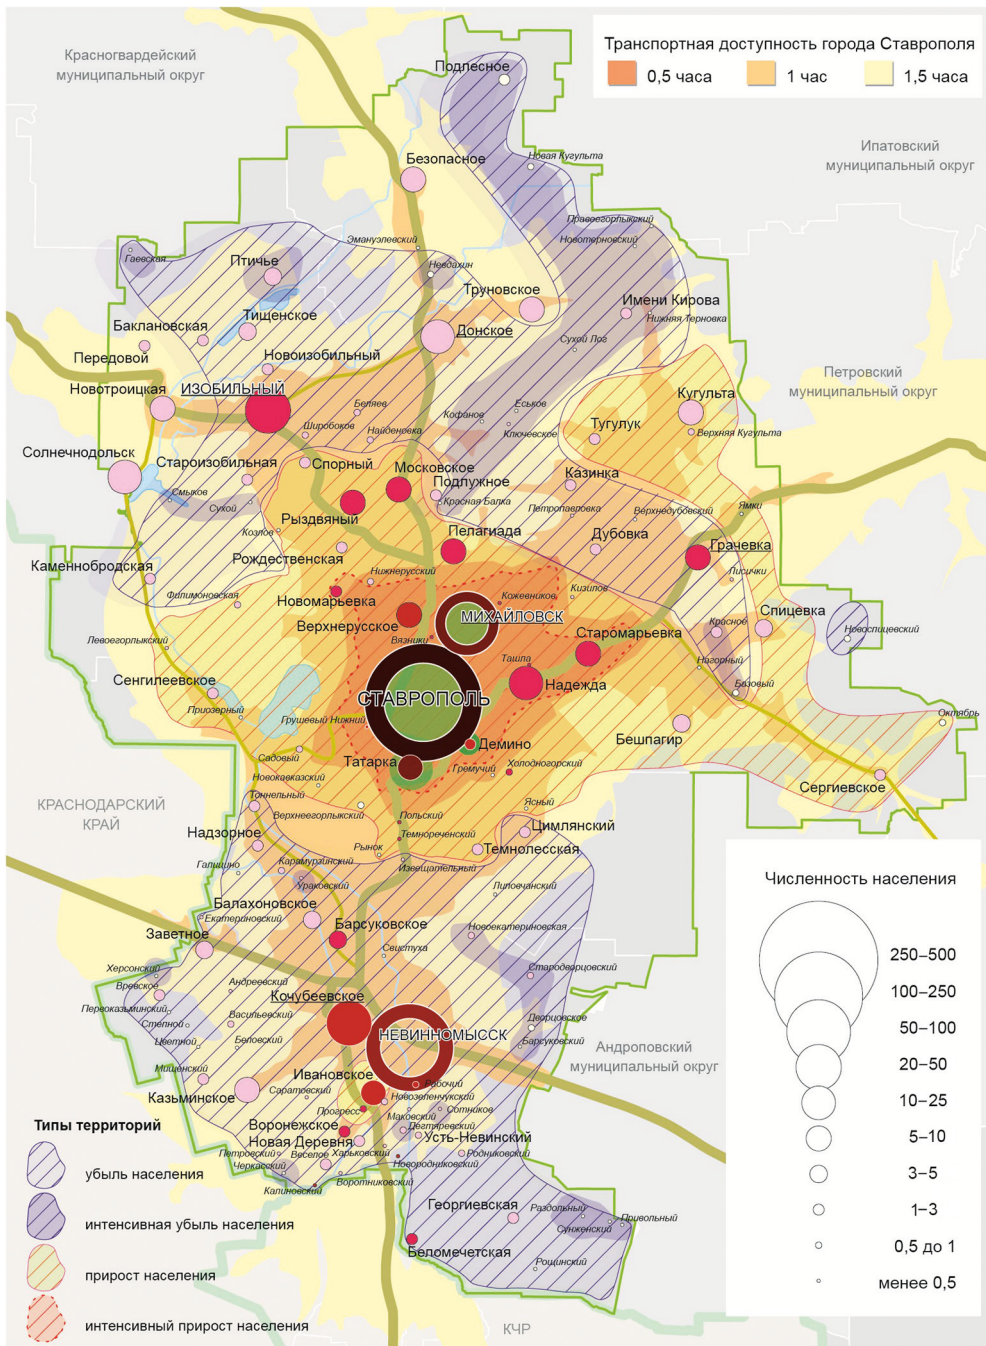 Транспортная доступность города Ставрополя
0,5 часа
1 час
1,5 часа
Красногвардейский
муниципальный округ
Подлесное
Ипатовский
муниципальный округ
Безопасное
Новая Кугульта
Правоегорлыкский
Новотерновский
Эмануэлевский
Гаевская
Птичье
Невдахин
Труновское
Имени Кирова
Нижняя Терновка
Тищенское
Баклановская
Донское
Сухой Лог
Передовой
Новоизобильный
Петровский
муниципальный округ
Новотроицкая
ИЗОБИЛЬНЫЙ
Кугульта
Беляев
Еськов
Кофанов
Тугулук
Верхняя Кугульта
Широбоков
Найденовка
Ключевское
Солнечнодольск
Староизобильная
Спорный
Московское
Подлужное
Казинка
Смыков
Сухой
Красная Балка
Петропавловка
Верхнедубовский
Ямки
Рыздвяный
Козлов
Пелагиада
Дубовка
Грачевка
Рождественская
Каменнобродская
Нижнерусский
Лисички
Филимоновская
Новомарьевка
Кожевников
Кизилов
Спицевка
МИХАЙЛОВСК
Верхнерусское
Красное
Новоспицевский
Левоегорлыкский
Вязники
Старомарьевка
Ташла
Нагорный
Сенгилеевское
СТАВРОПОЛЬ
Надежда
Базовый
Приозерный
Грушевый Нижний
Октябрь
Бешпагир
Демино
Садовый
Татарка
Гремучий
Холодногорский
Новокавказский
Сергиевское
КРАСНОДАРСКИЙ
КРАЙ
Тоннельный
Верхнеегорлыкский
Ясный
Надзорное
Польский
Темнореченский
Цимлянский
Рынок
Темнолесская
Галицино
Карамурзинский
Извещательный
Ураковский
Липовчанский
Балахоновское
Екатериновский
Барсуковское
Новоекатериновская
Заветное
Свистуха
Херсонский
Стародворцовский
Вревское
Андреевский
Кочубеевское
Первоказьминский
Васильевский
Степной
Дворцовское
НЕВИННОМЫССК
Цветной
Беловский
Барсуковский
Андроповский
муниципальный округ
Мищенский
Ивановское
Рабочий
Казьминское
Саратовский
Новозеленчукский
Прогресс
Маковский
Сотников
Воронежское
Дегтяревский
Новая Деревня
Усть-Невинский
Петровский
Веселое
Харьковский
Родниковский
Черкасский
Новородниковский
Калиновский
Воротниковский
Георгиевская
Раздольный
Привольный
Сунженский
Беломечетская
Рощинский
КЧР
Типы территорий
убыль населения
интенсивная убыль населения
прирост населения
интенсивный прирост населения
Численность населения
250–500
100–250
50–100
20–50
10–25
5–10
3–5
1–3
0,5 до 1
менее 0,5